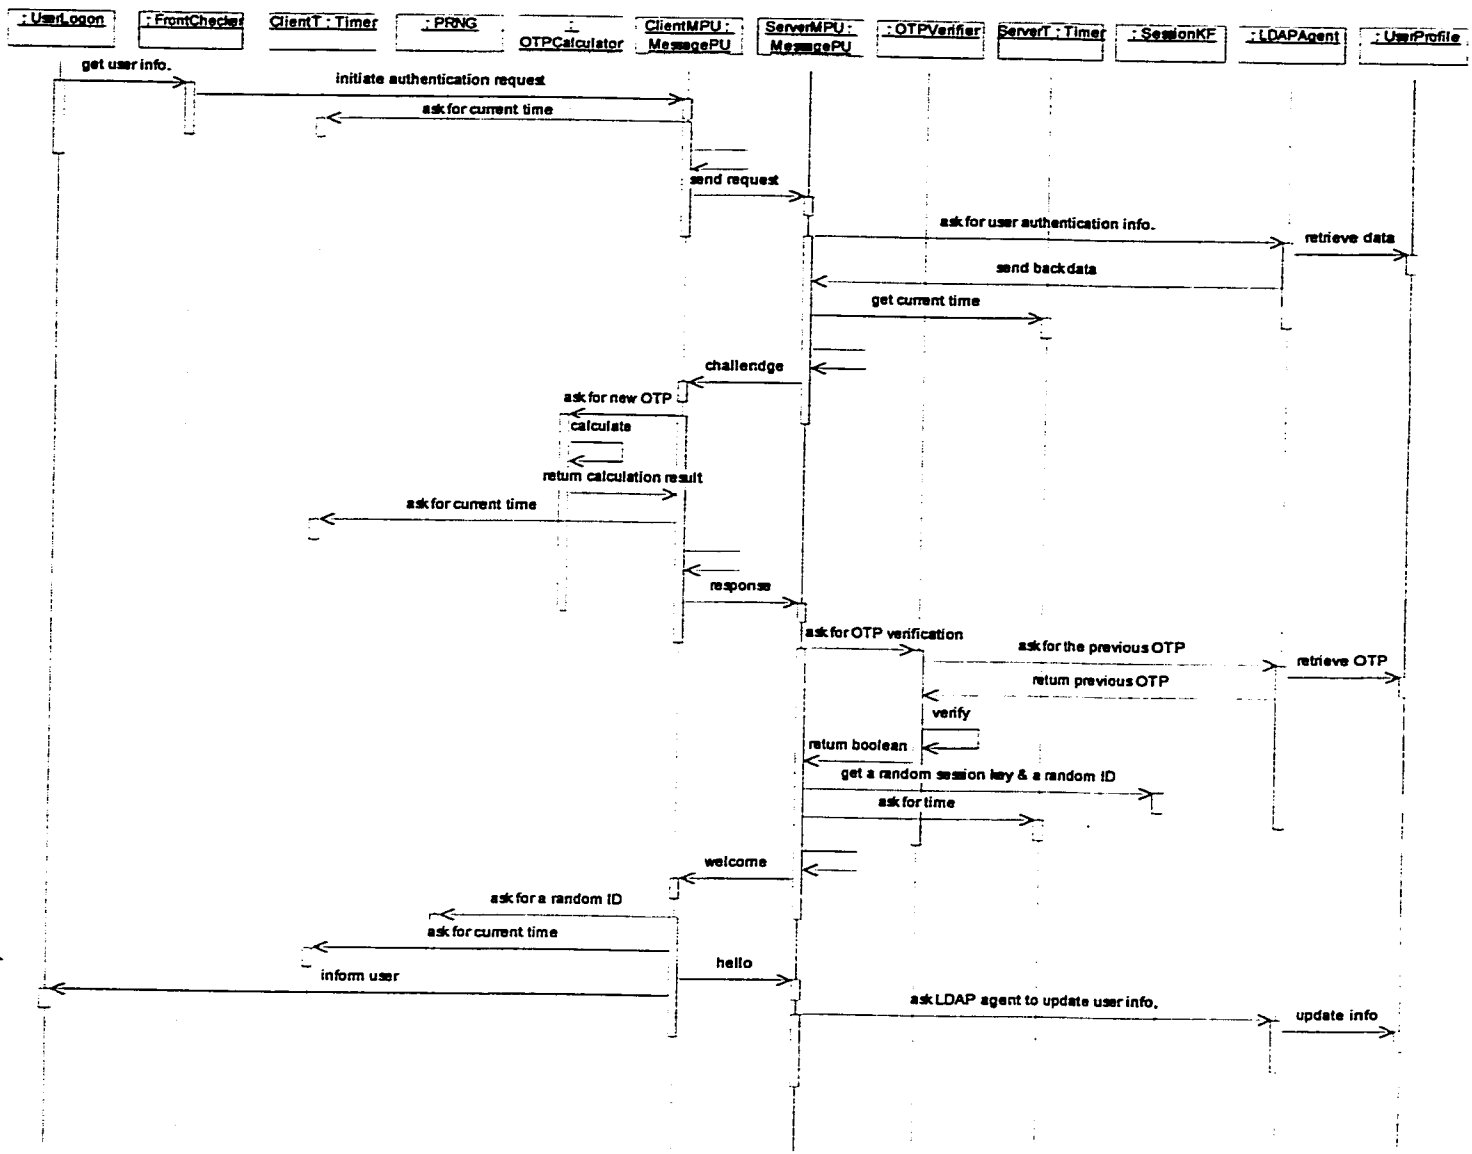 : UserLogon
: FrontChecker
ClientT : Timer
: PRNG
:
OTPCalculator
ClientMPU :
MessagePU
ServerMPU :
MessagePU
: OTPVerifier
ServerT : Timer
: SessionKF
: LDAPAgent
: UserProfile
get user info.
initiate authentication request
ask for current time
send request
ask for user authentication info.
retrieve data
send back data
get current time
challendge
ask for new OTP
calculate
return calculation result
ask for current time
response
ask for OTP verification
ask for the previous OTP
retrieve OTP
return previous OTP
verify
return boolean
get a random session key & a random ID
ask for time
welcome
ask for a random ID
ask for current time
hello
inform user
ask LDAP agent to update user info.
update info